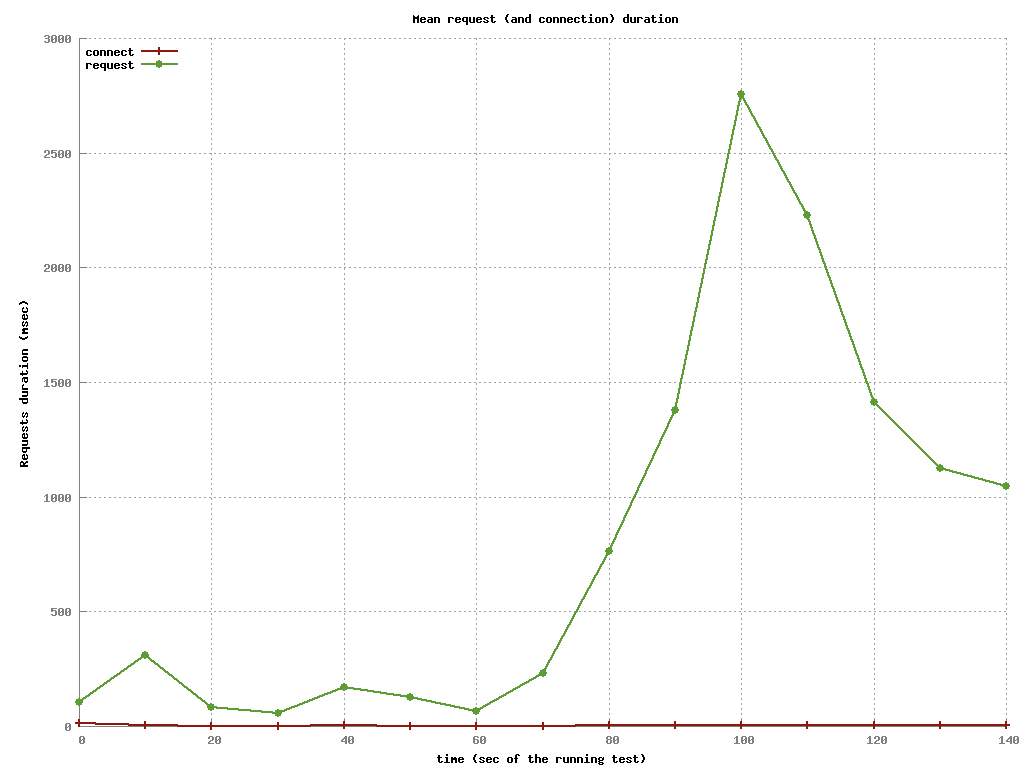 Mean request (and connection) duration
3000
connect
request
2500
2000
1500
1000
500
0
Requests duration (msec)
0 20 40 60 80 100 120 140
time (sec of the running test)